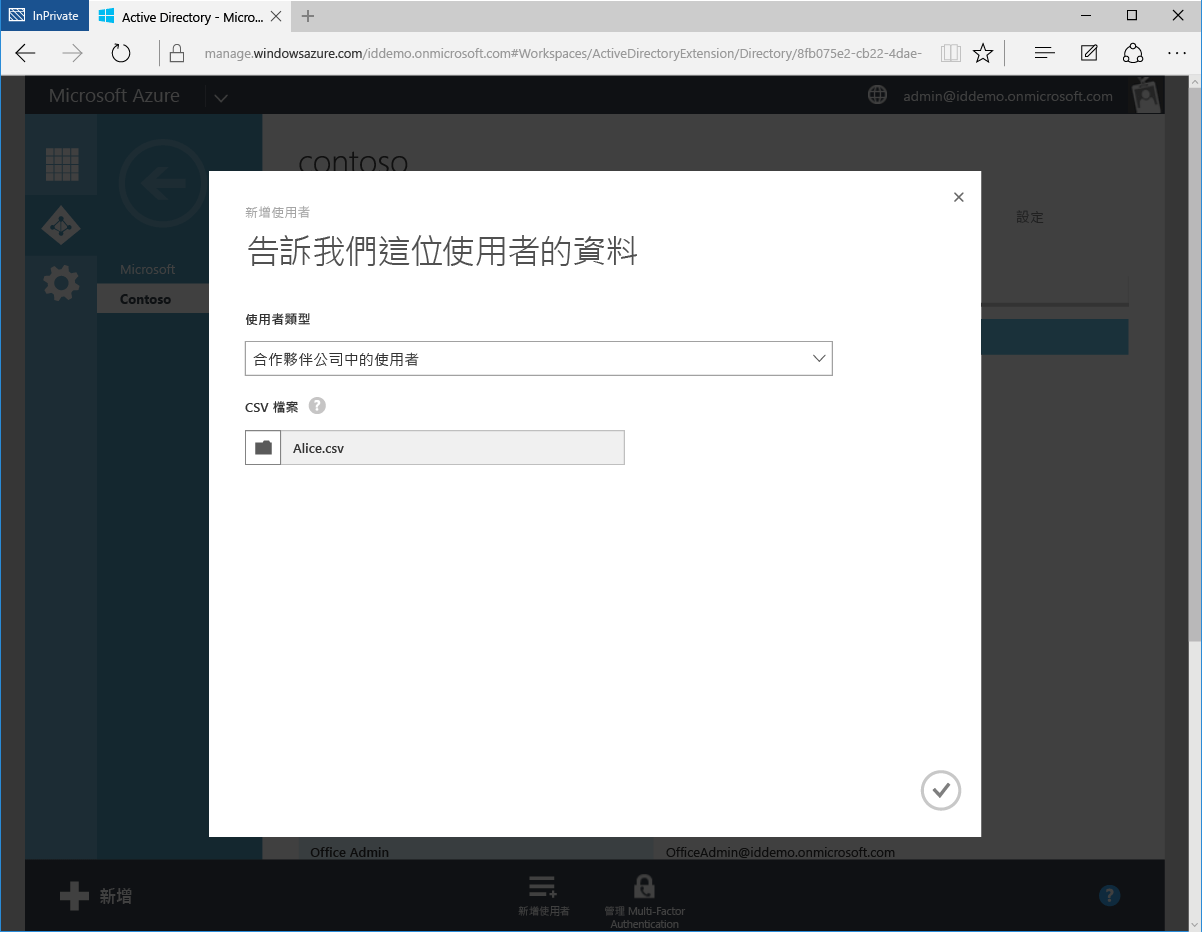 InPrivate
Active Directory - Micro...
manage.windowsazure.com/iddemo.onmicrosoft.com#Workspaces/ActiveDirectoryExtension/Directory/8fb075e2-cb22-4dae-
Microsoft Azure
admin@iddemo.onmicrosoft.com
contoso
設定
Microsoft
Contoso
新增使用者
告訴我們這位使用者的資料
使用者類型
合作夥伴公司中的使用者
CSV 檔案 ?
Alice.csv
Office Admin
OfficeAdmin@iddemo.onmicrosoft.com
新增
新增使用者
管理 Multi-Factor
Authentication
?